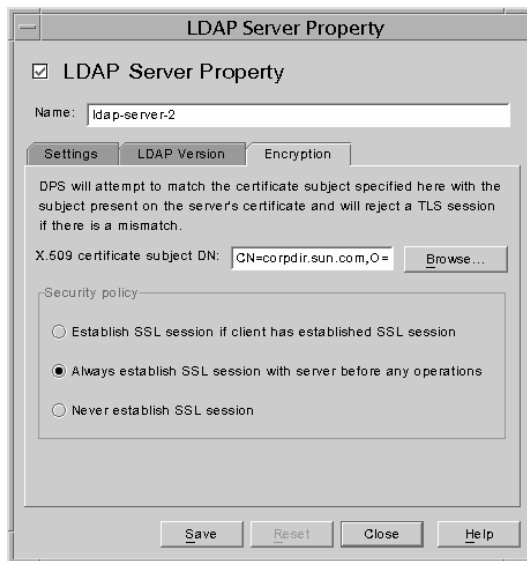 LDAP Server Property
LDAP Server Property
Name: ldap-server-2
Settings LDAP Version Encryption
DPS will attempt to match the certificate subject specified here with the
subject present on the server's certificate and will reject a TLS session
if there is a mismatch.
X.509 certificate subject DN: CN=corpdir.sun.com,O= Browse...
Security policy
Establish SSL session if client has established SSL session
Always establish SSL session with server before any operations
Never establish SSL session
Save Reset Close Help